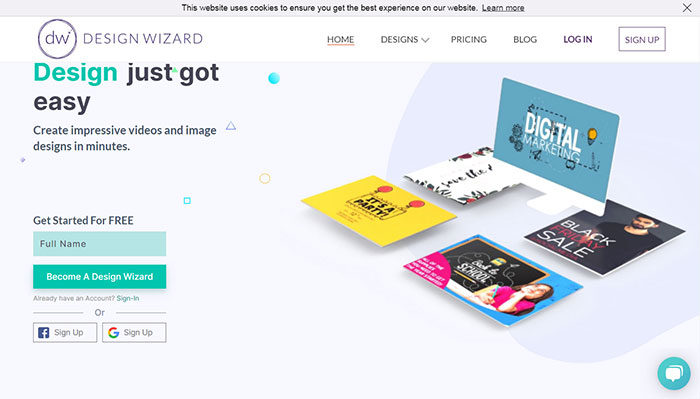 This website uses cookies to ensure you get the best experience on our website. Learn more
dw
DESIGN WIZARD
HOME
DESIGNS
PRICING
BLOG
LOG IN
SIGN UP
Design just got
easy
Create impressive videos and image
designs in minutes.
Get Started For FREE
Full Name
Become A Design Wizard
Already have an Account? Sign-In
Or
Sign Up
Sign Up
DIGITAL
MARKETING
save the
IT'S A
PARTY!
BLACK
FRIDAY
SALE
Back to
SCHOOL